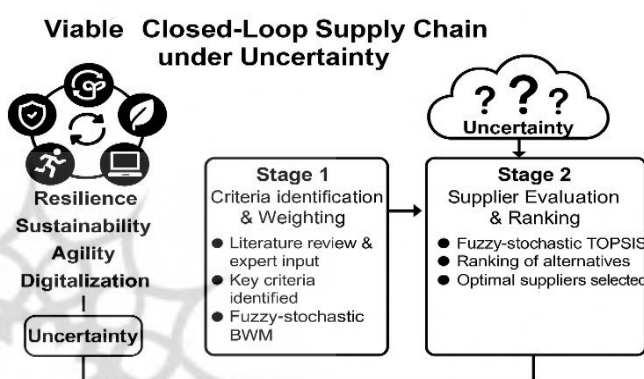 Viable Closed-Loop Supply Chain
under Uncertainty
? ? ?
Uncertainty
Resilience
Sustainability
Agility
Digitalization
Uncertainty
Stage 1
Criteria identification
& Weighting
● Literature review &
expert input
● Key criteria
identified
● Fuzzy-stochastic
BWM
Stage 2
Supplier Evaluation
& Ranking
● Fuzzy-stochastic TOPSIS
● Ranking of alternatives
● Optimal suppliers selected